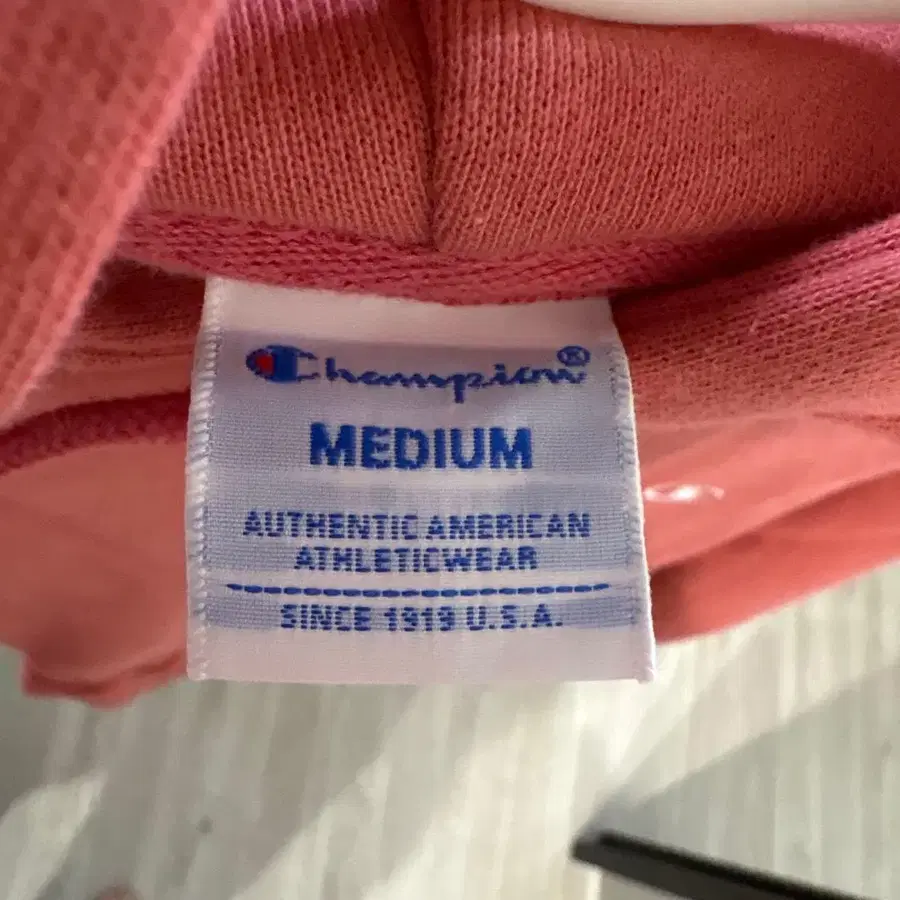 Champion®
MEDIUM
AUTHENTIC AMERICAN
ATHLETICWEAR
SINCE 1919 U.S.A.